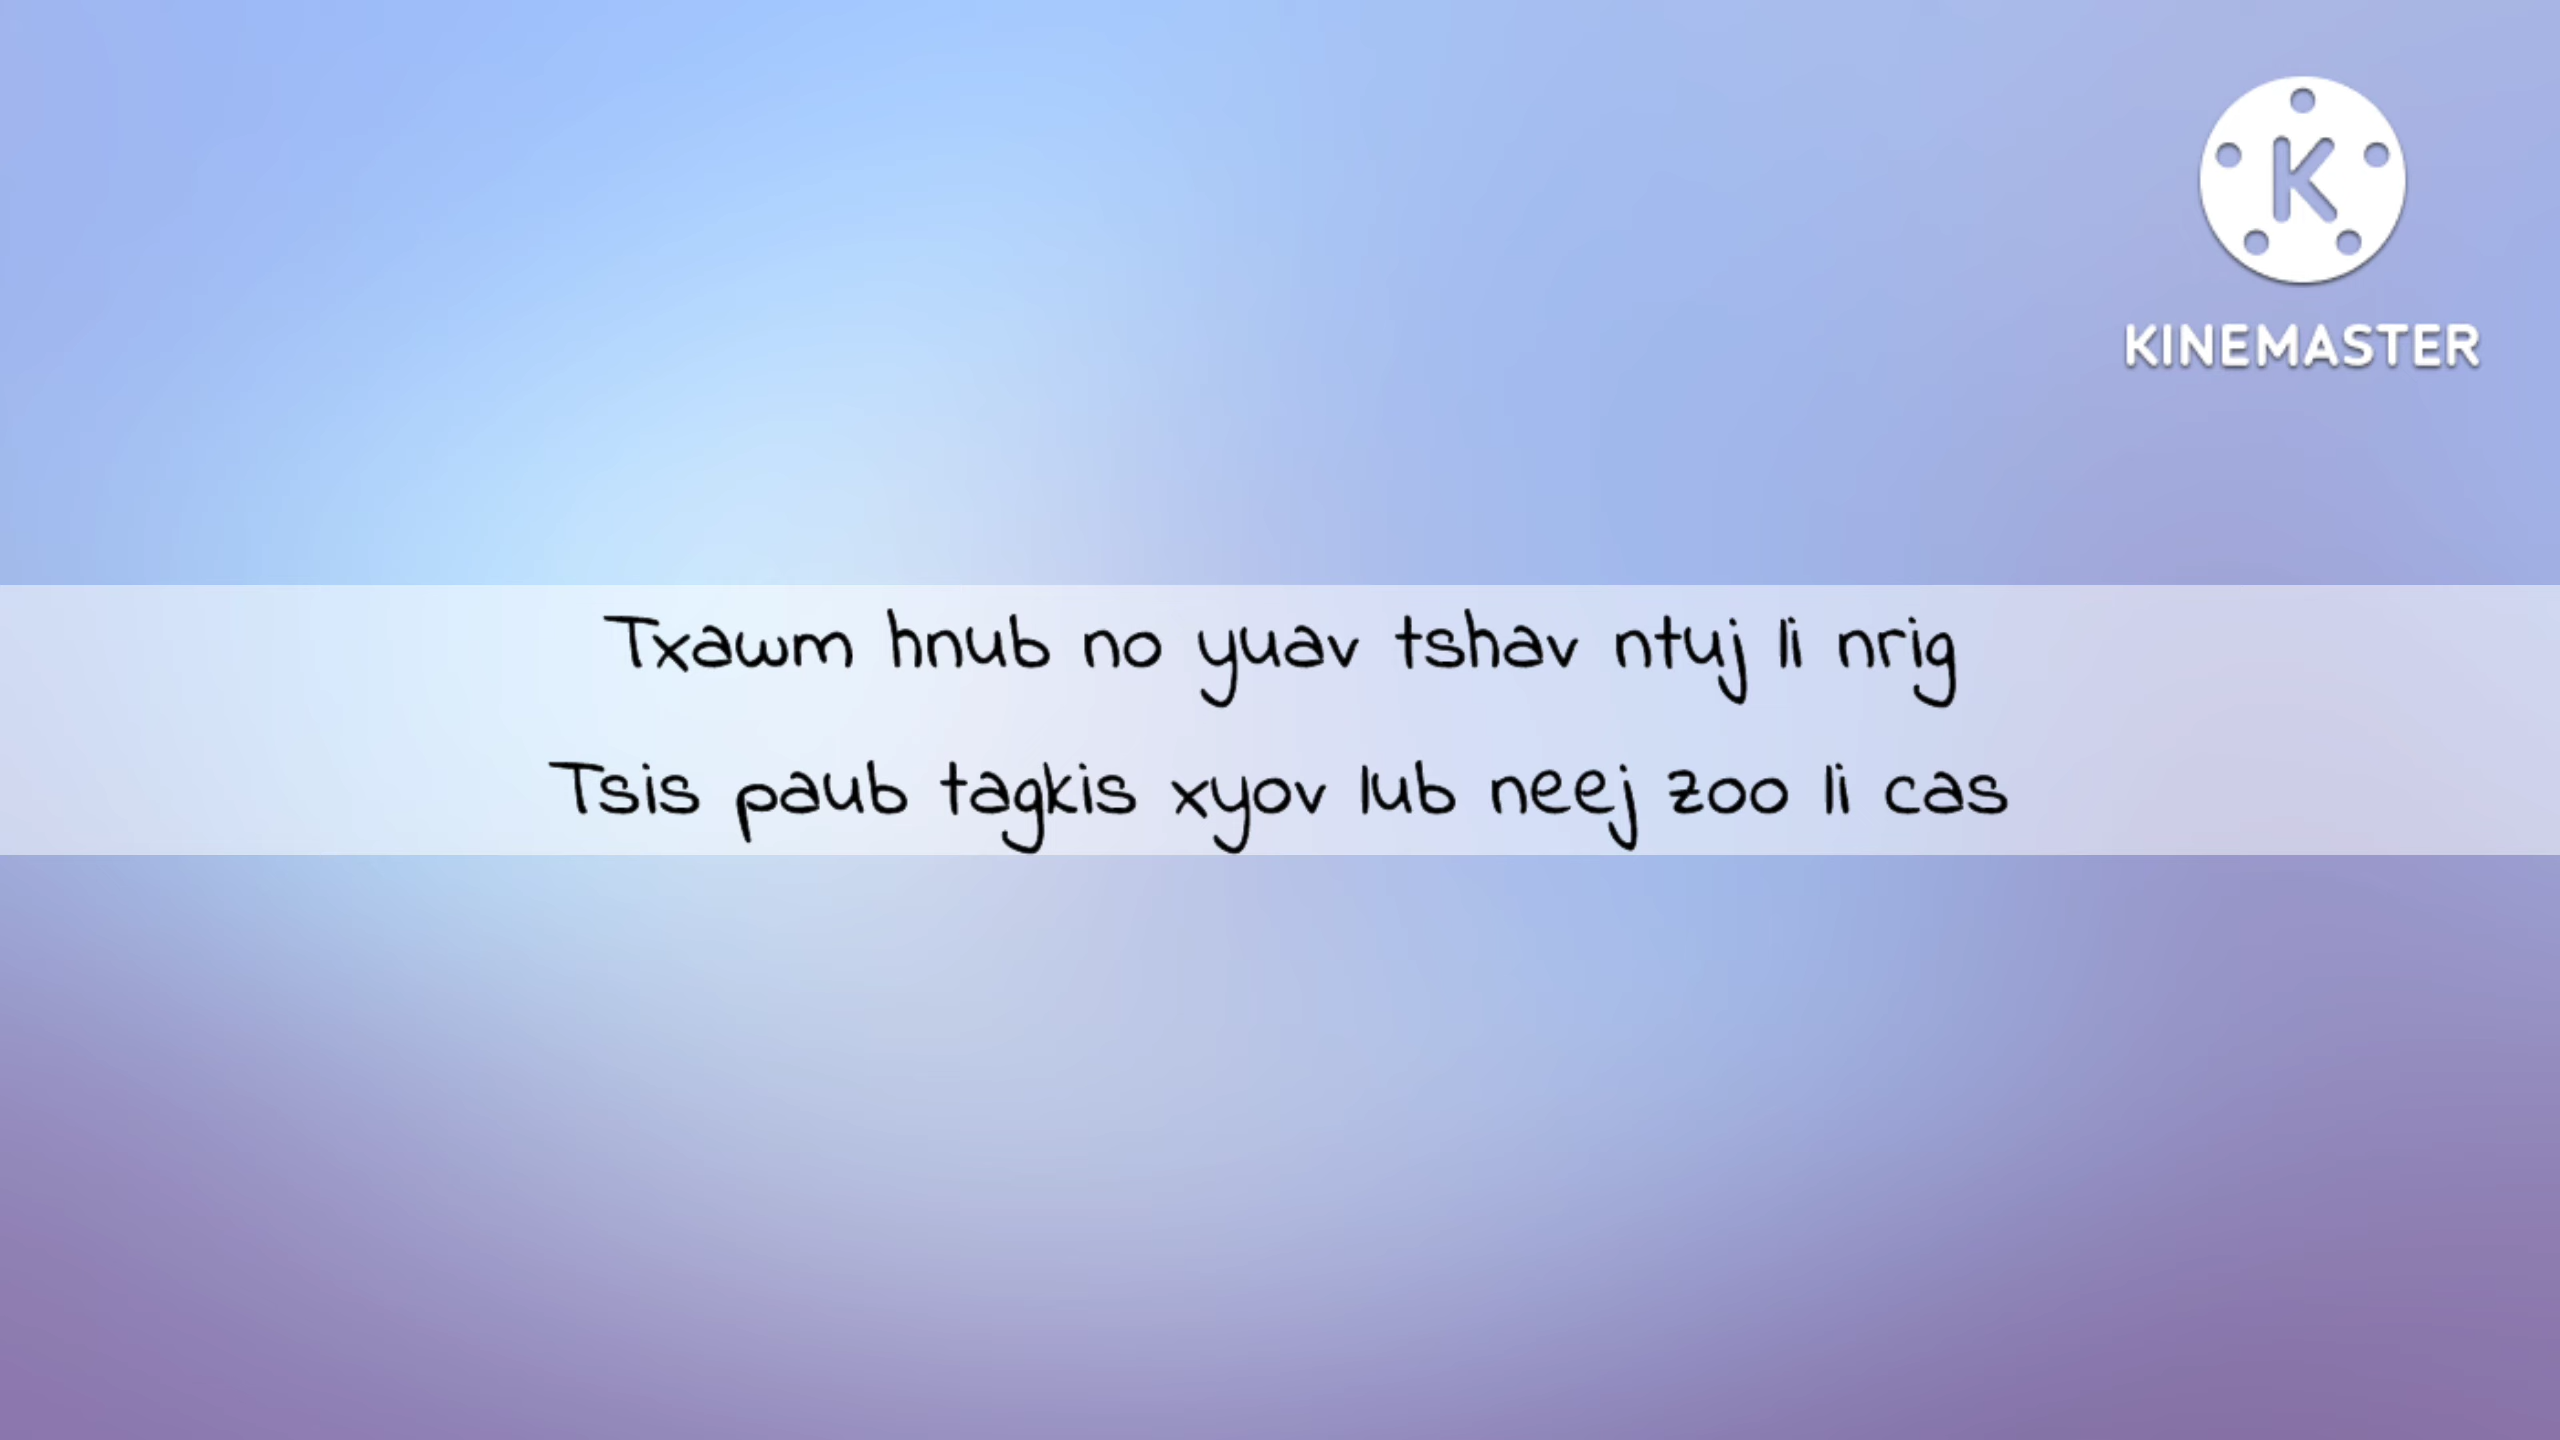 KINEMASTER
Txawm hnub no yuav tshav ntuj li nrig
Tsis paub tagkis xyov lub neej zoo li cas